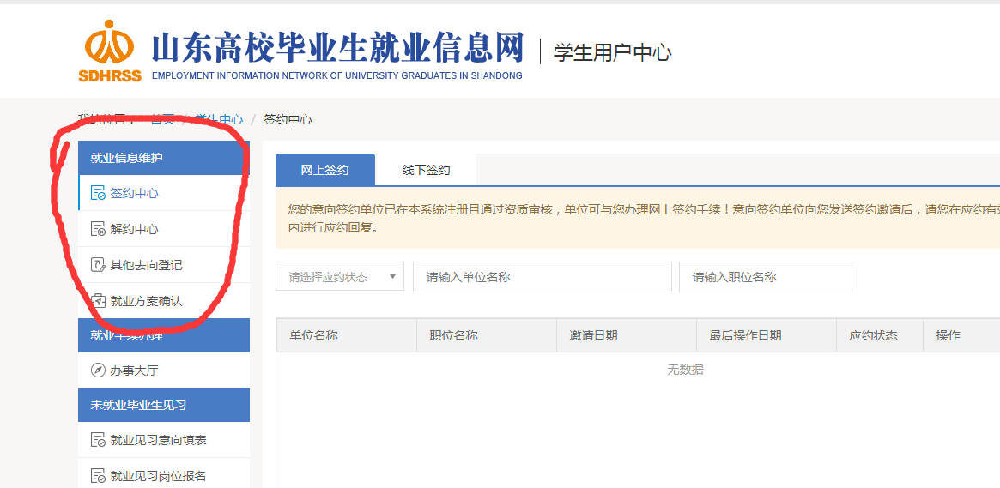 山东高校毕业生就业信息网
SDHRSS
EMPLOYMENT INFORMATION NETWORK OF UNIVERSITY GRADUATES IN SHANDONG
学生用户中心
我的位置： 首页 / 学生中心 / 签约中心
就业信息维护
签约中心
解约中心
其他去向登记
就业方案确认
就业手续办理
办事大厅
未就业毕业生见习
就业见习意向填表
就业见习岗位报名
网上签约 线下签约
您的意向签约单位已在本系统注册且通过资质审核，单位可与您办理网上签约手续！意向签约单位向您发送签约邀请后，请您在应约有效
内进行应约回复。
请选择应约状态 请输入单位名称 请输入职位名称
单位名称 职位名称 邀请日期 最后操作日期 应约状态 操作
无数据